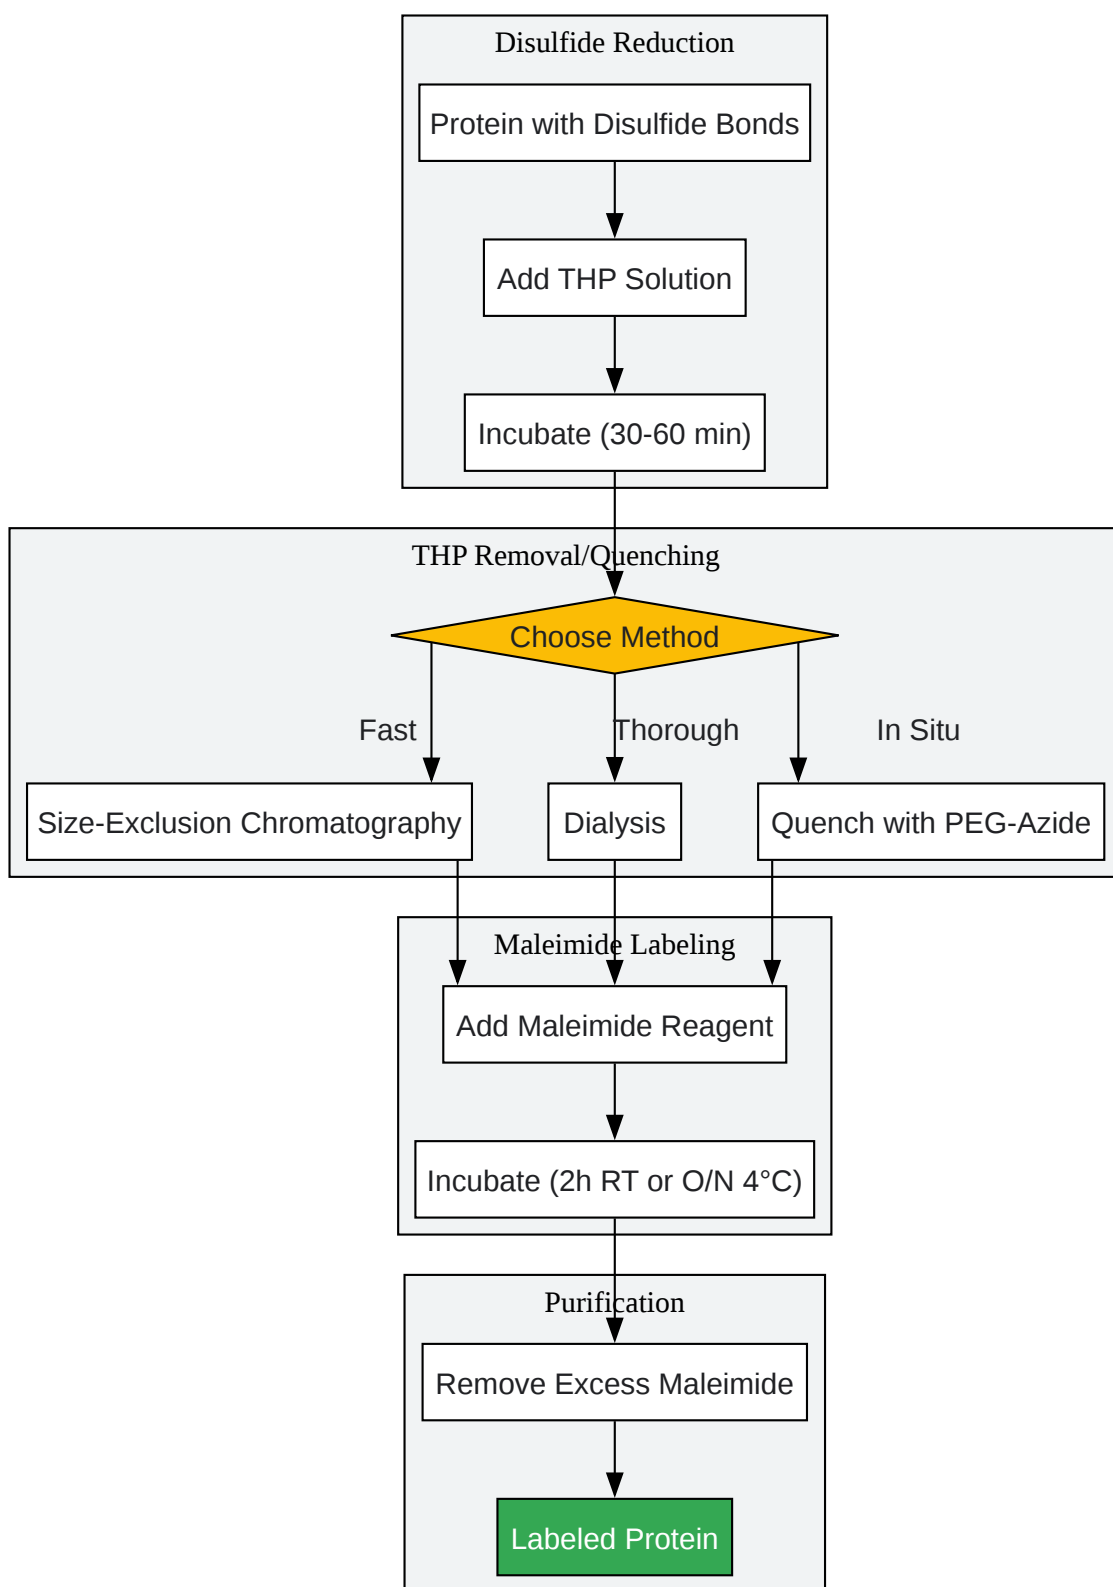 Disulfide Reduction
Protein with Disulfide Bonds
Add THP Solution
Incubate (30-60 min)
THP Removal/Quenching
Choose Method
Fast
Thorough
In Situ
Size-Exclusion Chromatography
Dialysis
Quench with PEG-Azide
Maleimide Labeling
Add Maleimide Reagent
Incubate (2h RT or O/N 4°C)
Purification
Remove Excess Maleimide
Labeled Protein